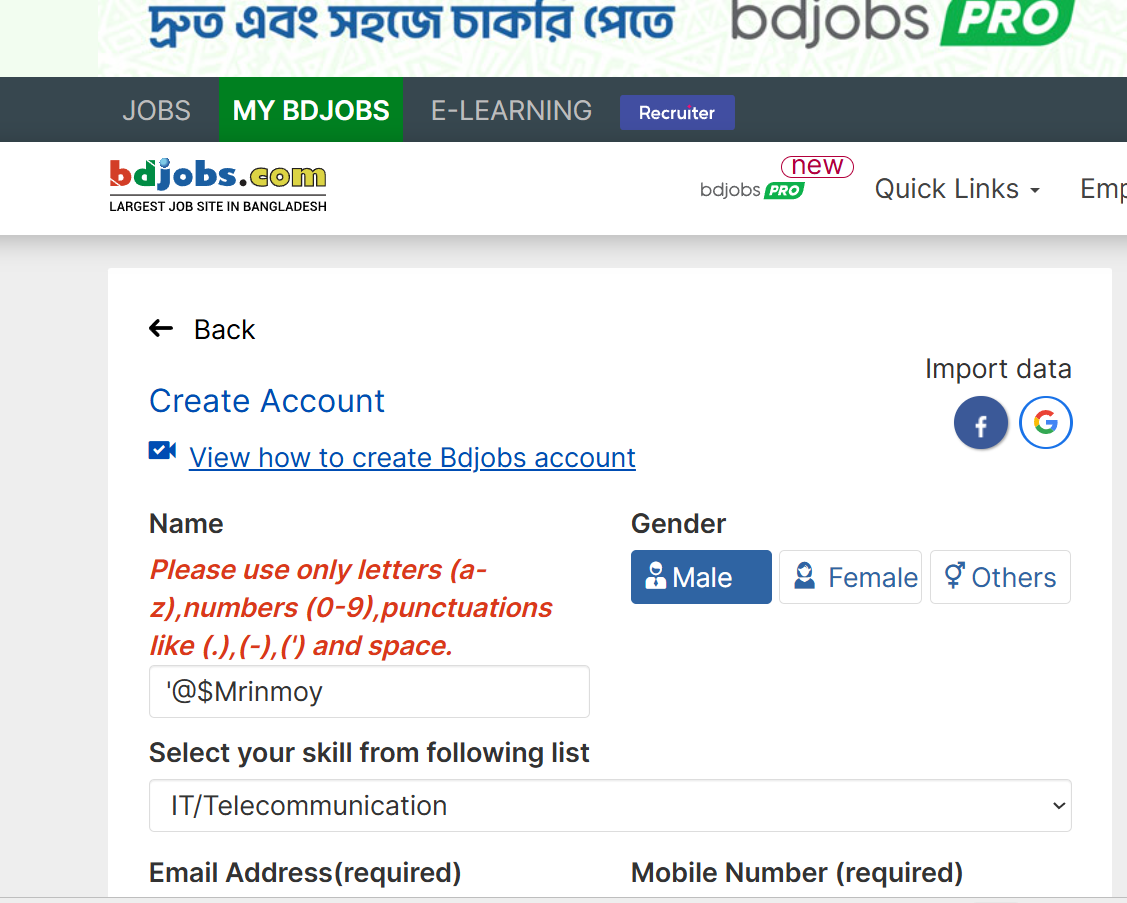 দ্রুত এবং সহজে চাকরি পেতে bdjobs PRO
JOBS MY BDJOBS E-LEARNING Recruiter
bdjobs.com
LARGEST JOB SITE IN BANGLADESH
new
bdjobs PRO Quick Links Emp
Back
Import data
Create Account
View how to create Bdjobs account
Name Gender
Please use only letters (a-
z),numbers (0-9),punctuations
like (.),(-),(') and space.
Male Female Others
'@$Mrinmoy
Select your skill from following list
IT/Telecommunication
Email Address(required) Mobile Number (required)